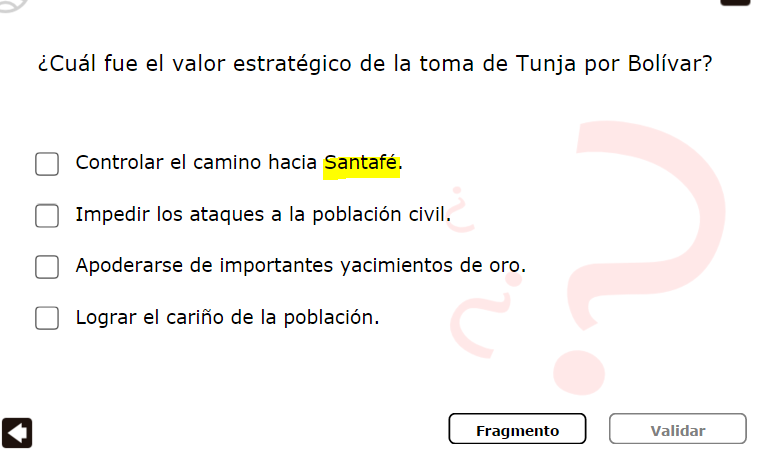 ¿Cuál fue el valor estratégico de la toma de Tunja por Bolívar?
Controlar el camino hacia Santafé.
Impedir los ataques a la población civil.
Apoderarse de importantes yacimientos de oro.
Lograr el cariño de la población.
Fragmento
Validar